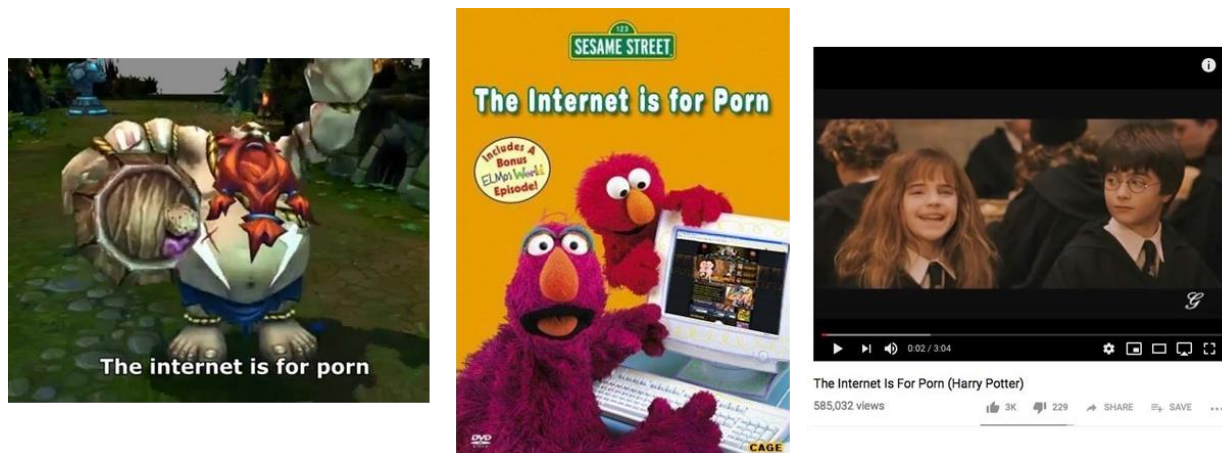 The internet is for porn
123
SESAME STREET
The Internet is for Porn
Includes A
Bonus
ELMO's World
Episode!
DVD
CAGE
G
0:02 / 3:04
The Internet Is For Porn (Harry Potter)
585,032 views
3K
229
SHARE
SAVE